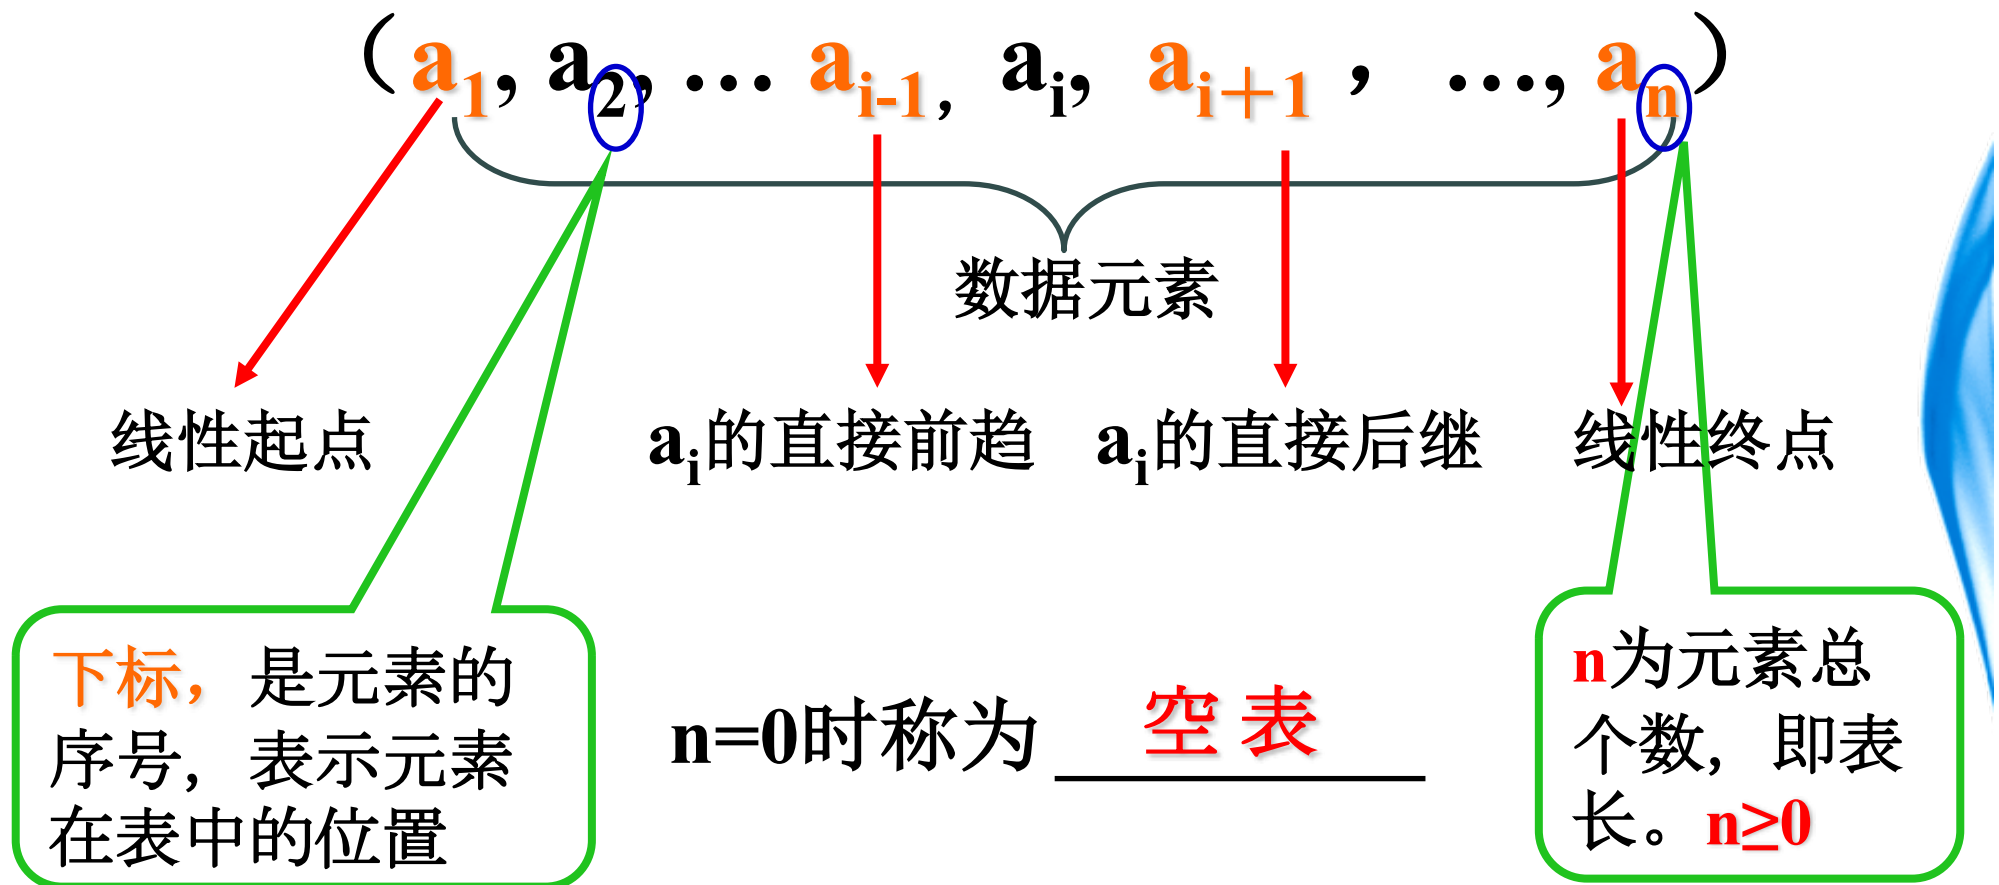 （a1, a2, … ai-1, ai, ai＋1 ， …, an）
数据元素
线性起点
ai的直接前趋
ai的直接后继
线性终点
下标，是元素的
序号，表示元素
在表中的位置
n=0时称为 空 表
n为元素总
个数，即表
长。n≥0